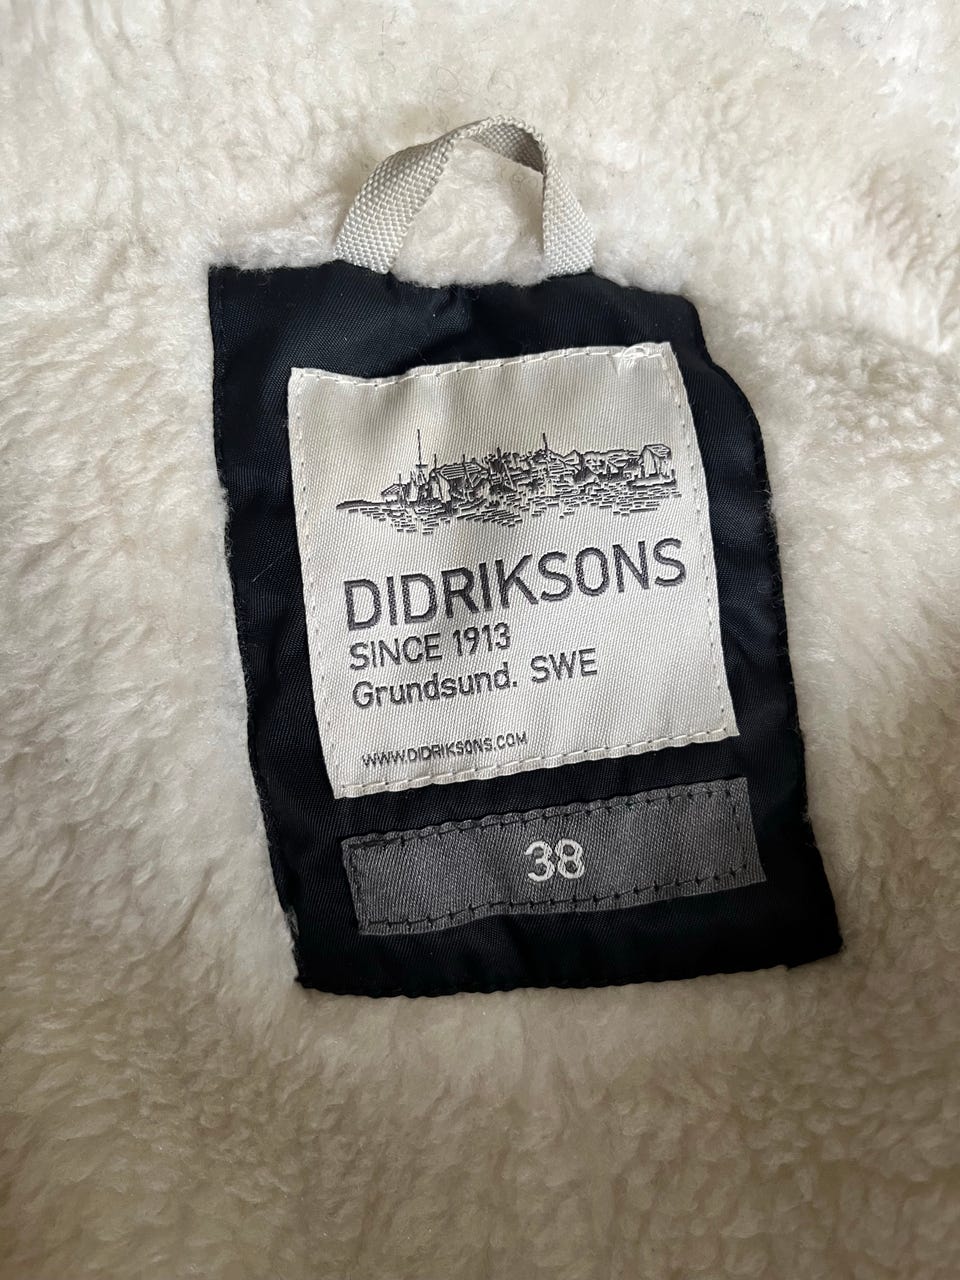 DIDRIKSONS
SINCE 1913
Grundsund. SWE
WWW.DIDRIKSONS.COM
38